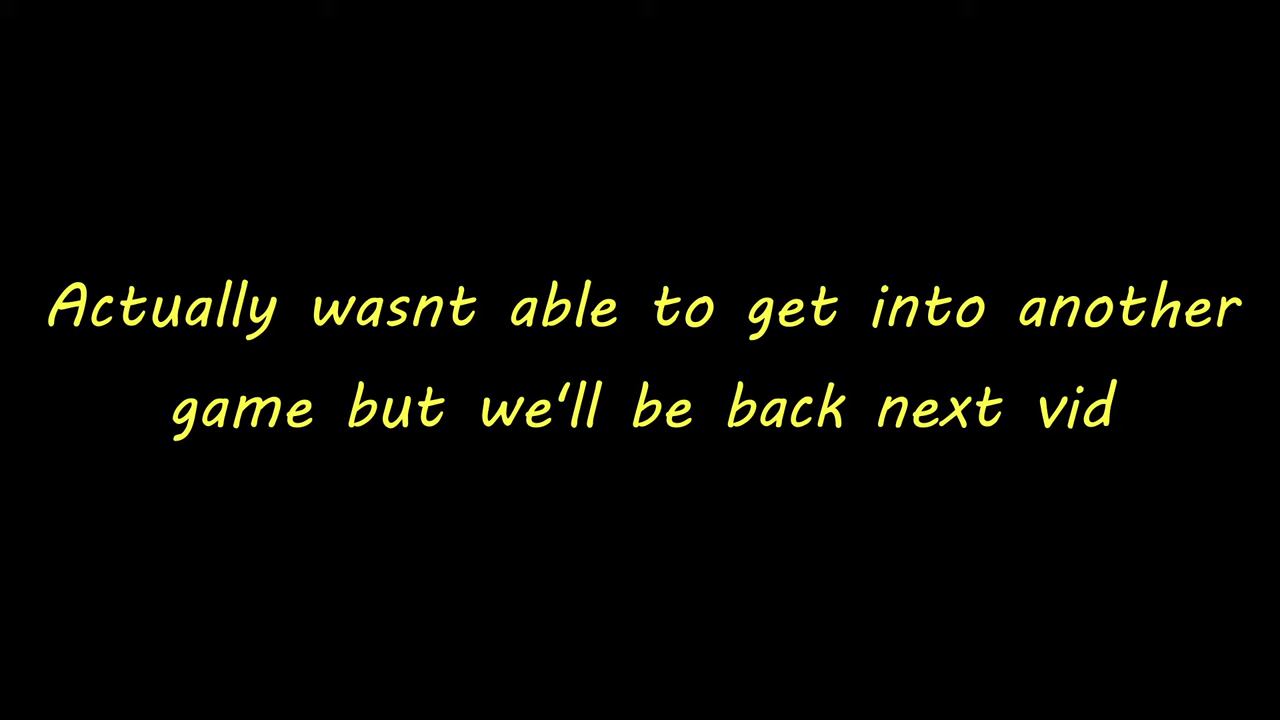 Actually wasnt able to get into another
game but we‘ll be back next vid